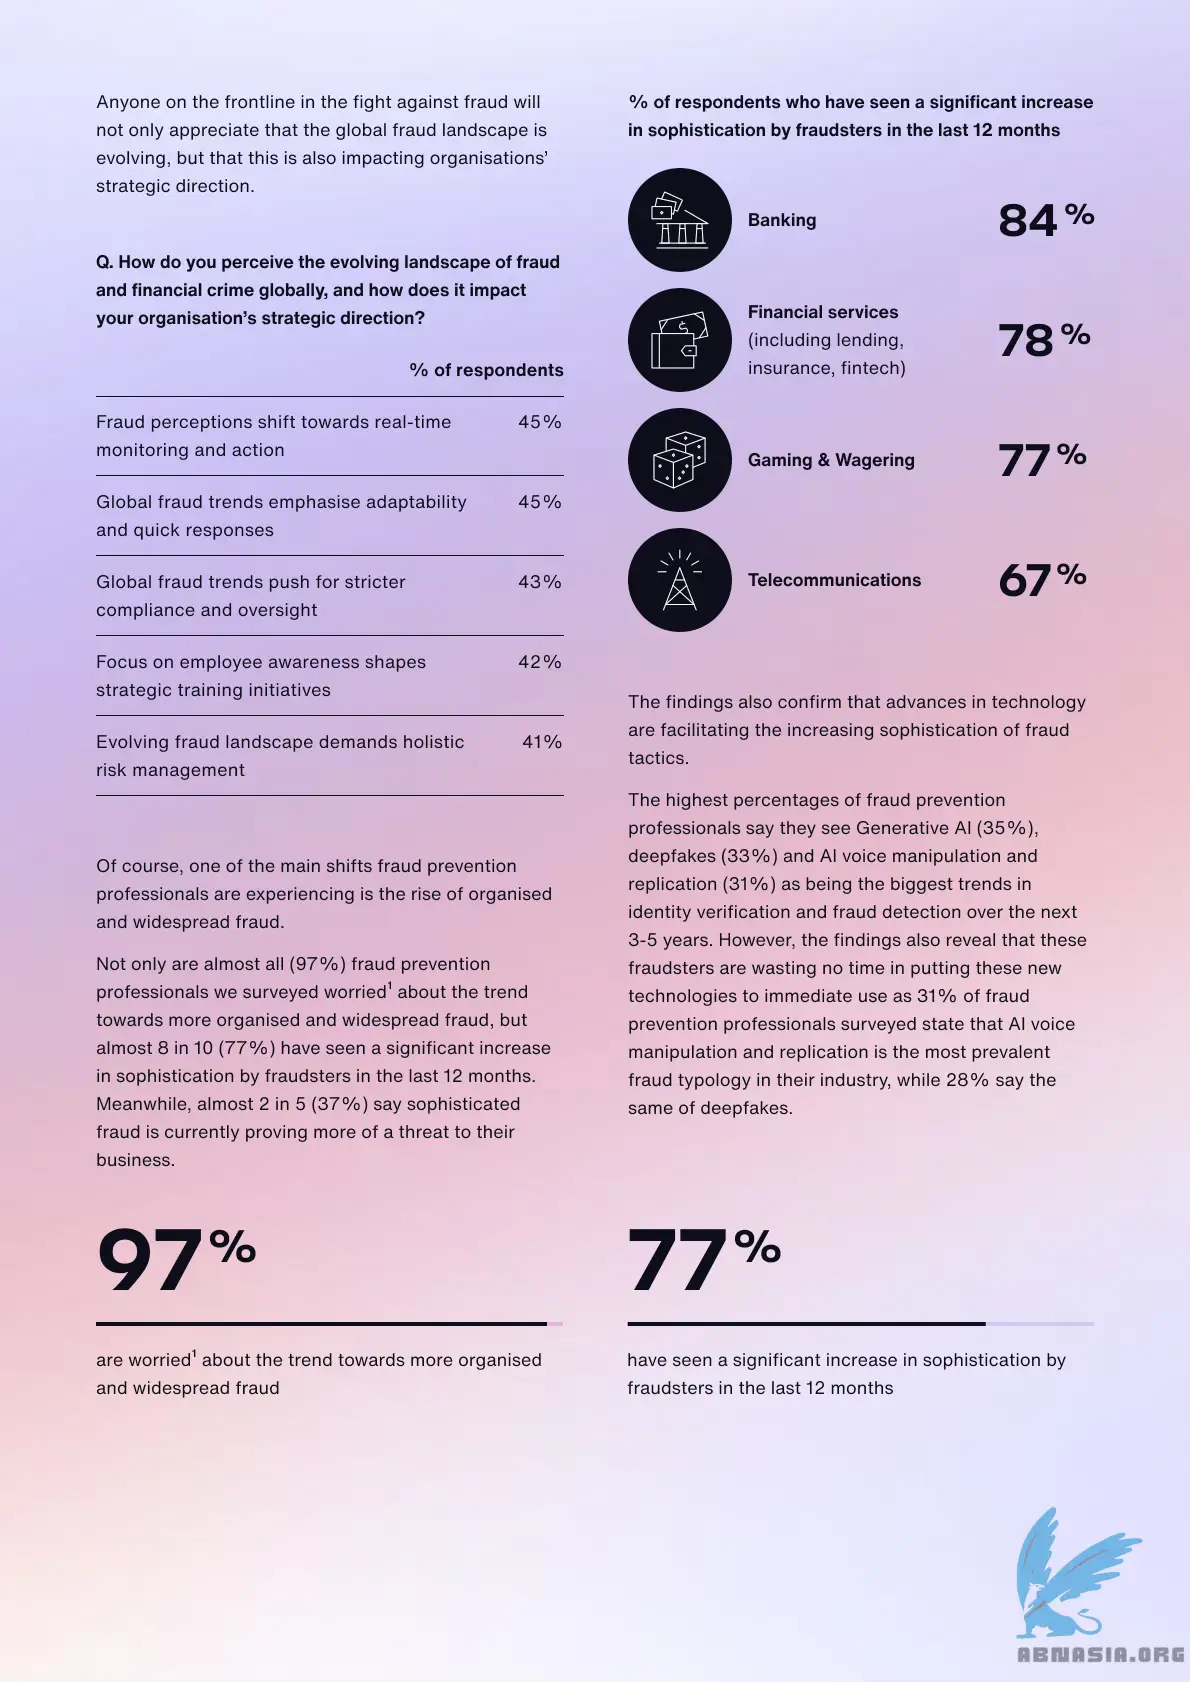 Anyone on the frontline in the fight against fraud will
not only appreciate that the global fraud landscape is
evolving, but that this is also impacting organisations’
strategic direction.
Q. How do you perceive the evolving landscape of fraud
and financial crime globally, and how does it impact
your organisation’s strategic direction?
% of respondents
Fraud perceptions shift towards real-time 45%
monitoring and action
Global fraud trends emphasise adaptability 45%
and quick responses
Global fraud trends push for stricter 43%
compliance and oversight
Focus on employee awareness shapes 42%
strategic training initiatives
Evolving fraud landscape demands holistic 41%
risk management
Of course, one of the main shifts fraud prevention
professionals are experiencing is the rise of organised
and widespread fraud.
Not only are almost all (97%) fraud prevention
professionals we surveyed worried¹ about the trend
towards more organised and widespread fraud, but
almost 8 in 10 (77%) have seen a significant increase
in sophistication by fraudsters in the last 12 months.
Meanwhile, almost 2 in 5 (37%) say sophisticated
fraud is currently proving more of a threat to their
business.
97%
are worried¹ about the trend towards more organised
and widespread fraud
% of respondents who have seen a significant increase
in sophistication by fraudsters in the last 12 months
Banking 84%
Financial services
(including lending, 78%
insurance, fintech)
Gaming & Wagering 77%
Telecommunications 67%
The findings also confirm that advances in technology
are facilitating the increasing sophistication of fraud
tactics.
The highest percentages of fraud prevention
professionals say they see Generative AI (35%),
deepfakes (33%) and AI voice manipulation and
replication (31%) as being the biggest trends in
identity verification and fraud detection over the next
3-5 years. However, the findings also reveal that these
fraudsters are wasting no time in putting these new
technologies to immediate use as 31% of fraud
prevention professionals surveyed state that AI voice
manipulation and replication is the most prevalent
fraud typology in their industry, while 28% say the
same of deepfakes.
77%
have seen a significant increase in sophistication by
fraudsters in the last 12 months
ABNASIA.ORG